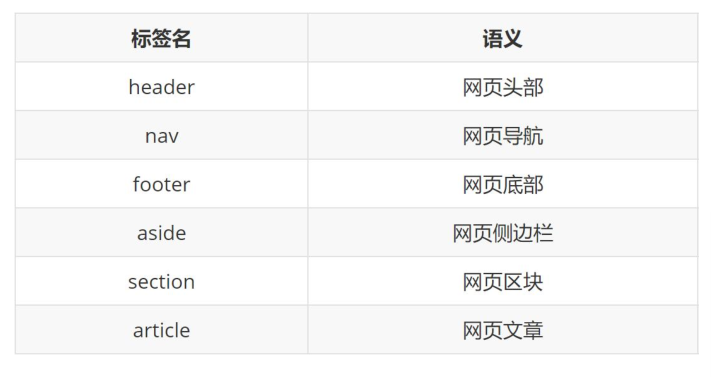 标签名 语义
header 网页头部
nav 网页导航
footer 网页底部
aside 网页侧边栏
section 网页区块
article 网页文章